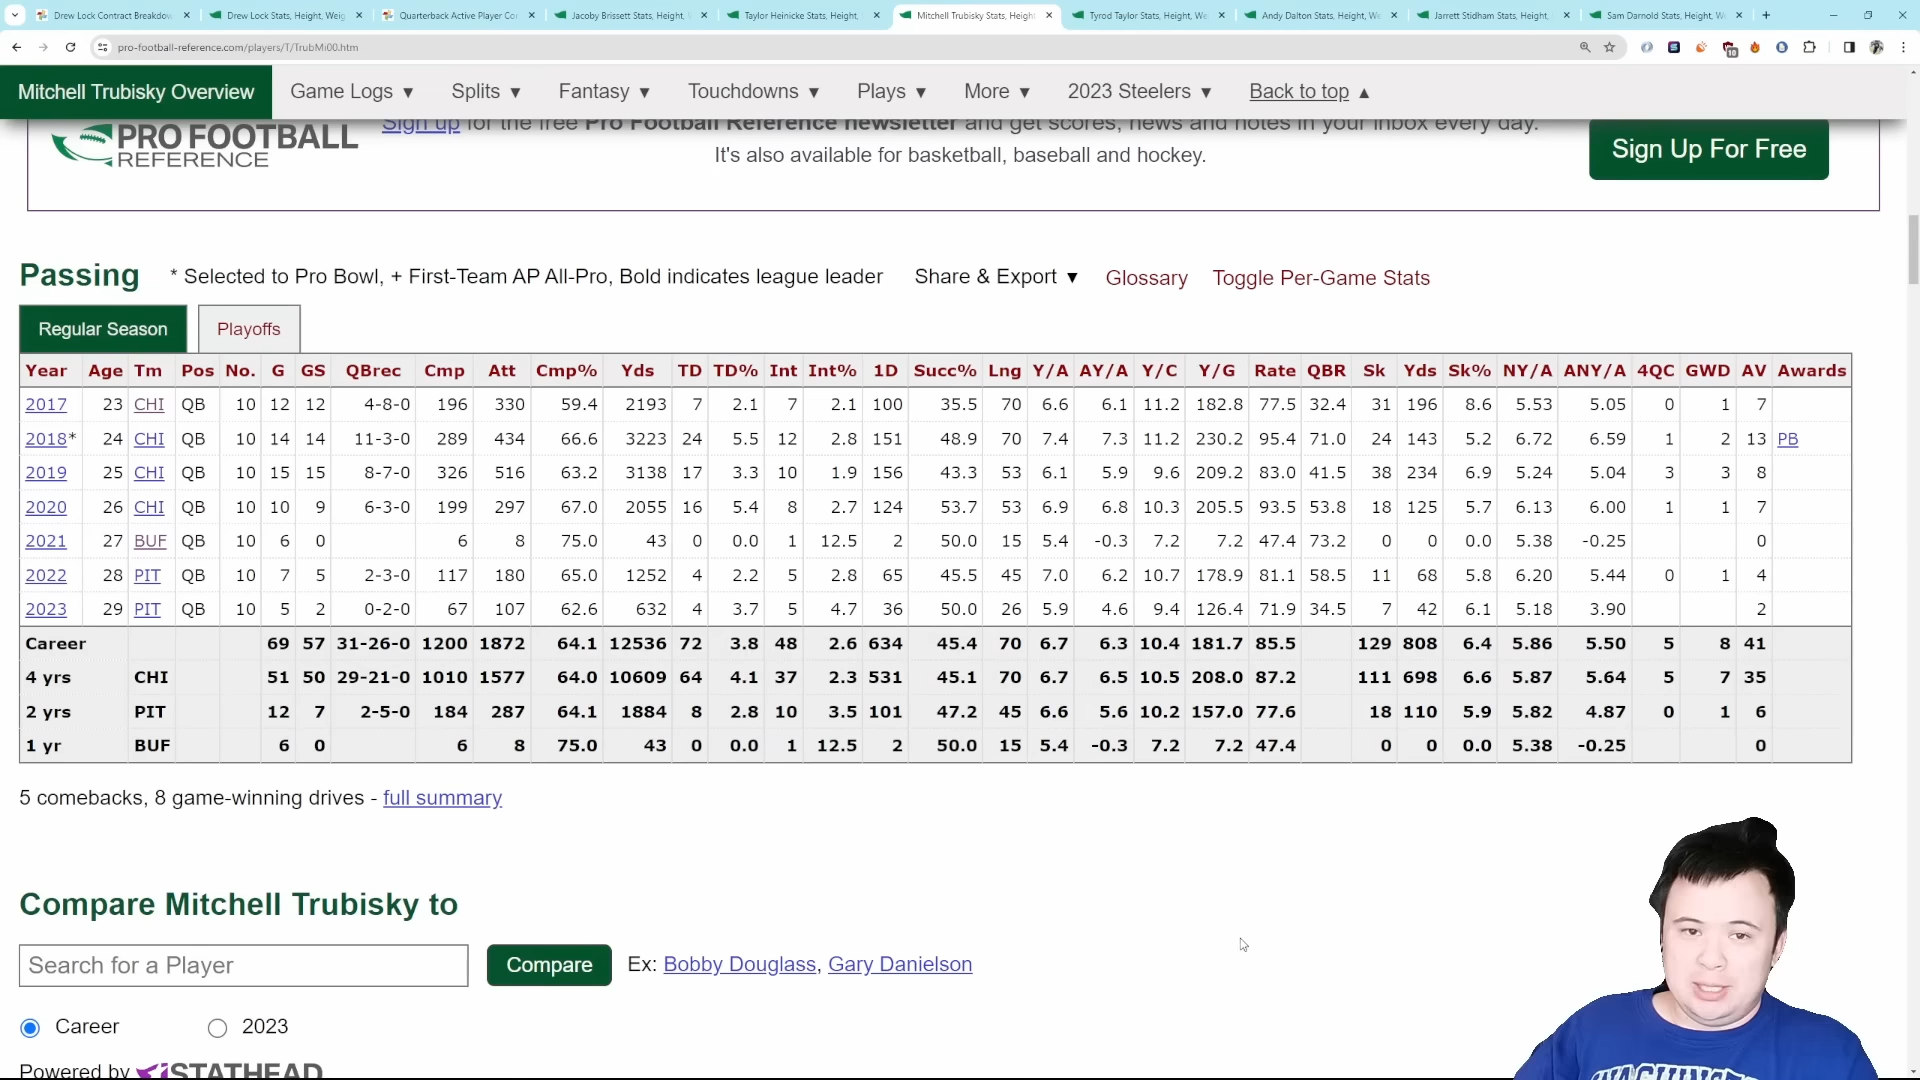 Drew Lock Contract Breakdow
Drew Lock Stats, Height, Weig
Quarterback Active Player Co
Jacoby Brissett Stats, Height,
Taylor Heinicke Stats, Height,
Mitchell Trubisky Stats, Height
Tyrod Taylor Stats, Height, We
Andy Dalton Stats, Height, We
Jarrett Stidham Stats, Height,
Sam Darnold Stats, Height, W
pro-football-reference.com/players/T/TrubMi00.htm
10
Mitchell Trubisky Overview Game Logs ▼ Splits ▼ Fantasy ▼ Touchdowns ▼ Plays ▼ More ▼ 2023 Steelers ▼ Back to top ▲
PRO FOOTBALL
REFERENCE
Sign up for the free Pro Football Reference newsletter and get scores, news and notes in your inbox every day.
It's also available for basketball, baseball and hockey.
Sign Up For Free
Passing * Selected to Pro Bowl, + First-Team AP All-Pro, Bold indicates league leader Share & Export ▼ Glossary Toggle Per-Game Stats
Regular Season Playoffs
Year Age Tm Pos No. G GS QBrec Cmp Att Cmp% Yds TD TD% Int Int% 1D Succ% Lng Y/A AY/A Y/C Y/G Rate QBR Sk Yds Sk% NY/A ANY/A 4QC GWD AV Awards
2017 23 CHI QB 10 12 12 4-8-0 196 330 59.4 2193 7 2.1 7 2.1 100 35.5 70 6.6 6.1 11.2 182.8 77.5 32.4 31 196 8.6 5.53 5.05 0 1 7
2018* 24 CHI QB 10 14 14 11-3-0 289 434 66.6 3223 24 5.5 12 2.8 151 48.9 70 7.4 7.3 11.2 230.2 95.4 71.0 24 143 5.2 6.72 6.59 1 2 13 PB
2019 25 CHI QB 10 15 15 8-7-0 326 516 63.2 3138 17 3.3 10 1.9 156 43.3 53 6.1 5.9 9.6 209.2 83.0 41.5 38 234 6.9 5.24 5.04 3 3 8
2020 26 CHI QB 10 10 9 6-3-0 199 297 67.0 2055 16 5.4 8 2.7 124 53.7 53 6.9 6.8 10.3 205.5 93.5 53.8 18 125 5.7 6.13 6.00 1 1 7
2021 27 BUF QB 10 6 0 6 8 75.0 43 0 0.0 1 12.5 2 50.0 15 5.4 -0.3 7.2 7.2 47.4 73.2 0 0 0.0 5.38 -0.25 0
2022 28 PIT QB 10 7 5 2-3-0 117 180 65.0 1252 4 2.2 5 2.8 65 45.5 45 7.0 6.2 10.7 178.9 81.1 58.5 11 68 5.8 6.20 5.44 0 1 4
2023 29 PIT QB 10 5 2 0-2-0 67 107 62.6 632 4 3.7 5 4.7 36 50.0 26 5.9 4.6 9.4 126.4 71.9 34.5 7 42 6.1 5.18 3.90 2
Career 69 57 31-26-0 1200 1872 64.1 12536 72 3.8 48 2.6 634 45.4 70 6.7 6.3 10.4 181.7 85.5 129 808 6.4 5.86 5.50 5 8 41
4 yrs CHI 51 50 29-21-0 1010 1577 64.0 10609 64 4.1 37 2.3 531 45.1 70 6.7 6.5 10.5 208.0 87.2 111 698 6.6 5.87 5.64 5 7 35
2 yrs PIT 12 7 2-5-0 184 287 64.1 1884 8 2.8 10 3.5 101 47.2 45 6.6 5.6 10.2 157.0 77.6 18 110 5.9 5.82 4.87 0 1 6
1 yr BUF 6 0 6 8 75.0 43 0 0.0 1 12.5 2 50.0 15 5.4 -0.3 7.2 7.2 47.4 0 0 0.0 5.38 -0.25 0
5 comebacks, 8 game-winning drives - full summary
Compare Mitchell Trubisky to
Search for a Player Compare Ex: Bobby Douglass, Gary Danielson
Career 2023
Powered by STATHEAD